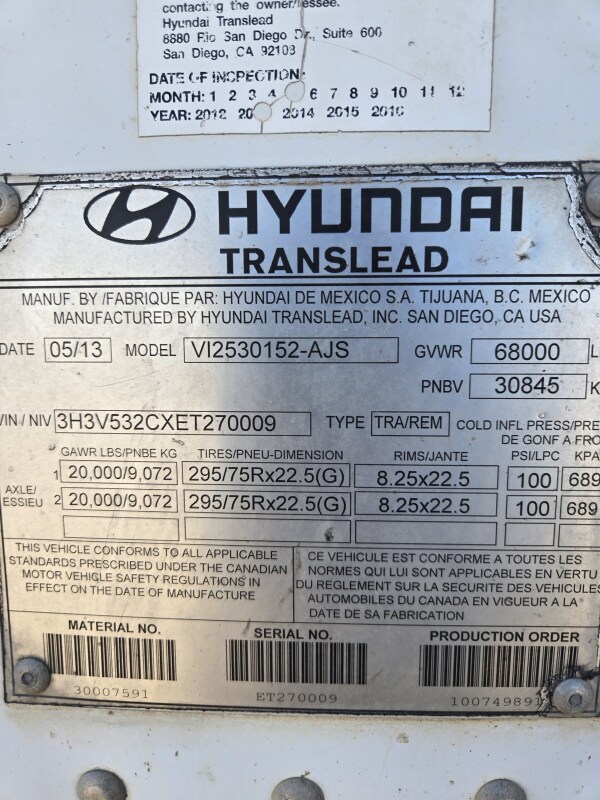 contacting the owner/lessee.
Hyundai Translead
8880 Rio San Diego Dr., Suite 600
San Diego, CA 92108
DATE OF INSPECTION:
MONTH: 1 2 3 4 6 7 8 9 10 11 12
YEAR: 2012 20 2014 2015 2016
HYUNDAI
TRANSLEAD
MANUF. BY /FABRIQUE PAR: HYUNDAI DE MEXICO S.A. TIJUANA, B.C. MEXICO
MANUFACTURED BY HYUNDAI TRANSLEAD, INC. SAN DIEGO, CA USA
DATE 05/13 MODEL VI2530152-AJS GVWR 68000 L
PNBV 30845 K
VIN / NIV 3H3V532CXET270009 TYPE TRA/REM COLD INFL PRESS/PRE
DE GONF A FRO
GAWR LBS/PNBE KG TIRES/PNEU-DIMENSION RIMS/JANTE PSI/LPC KPA
AXLE/ESSIEU 1 20,000/9,072 295/75Rx22.5(G) 8.25x22.5 100 689
2 20,000/9,072 295/75Rx22.5(G) 8.25x22.5 100 689
THIS VEHICLE CONFORMS TO ALL APPLICABLE
STANDARDS PRESCRIBED UNDER THE CANADIAN
MOTOR VEHICLE SAFETY REGULATIONS IN
EFFECT ON THE DATE OF MANUFACTURE
CE VEHICULE EST CONFORME A TOUTES LES
NORMES QUI LUI SONT APPLICABLES EN VERTU
DU REGLEMENT SUR LA SECURITE DES VEHICULES
AUTOMOBILES DU CANADA EN VIGUEUR A LA
DATE DE SA FABRICATION
MATERIAL NO. SERIAL NO. PRODUCTION ORDER
30007591 ET270009 100749891